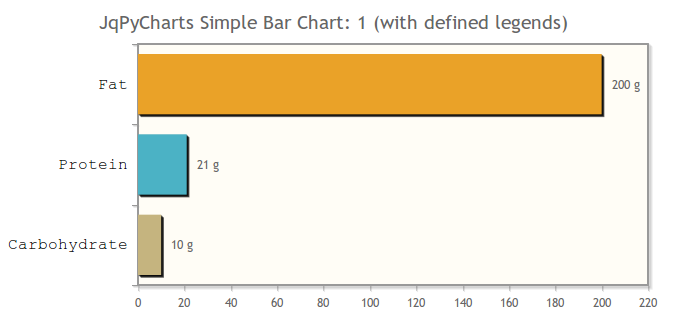 JqPyCharts Simple Bar Chart: 1 (with defined legends)
Fat
200 g
Protein
21 g
Carbohydrate
10 g
0 20 40 60 80 100 120 140 160 180 200 220